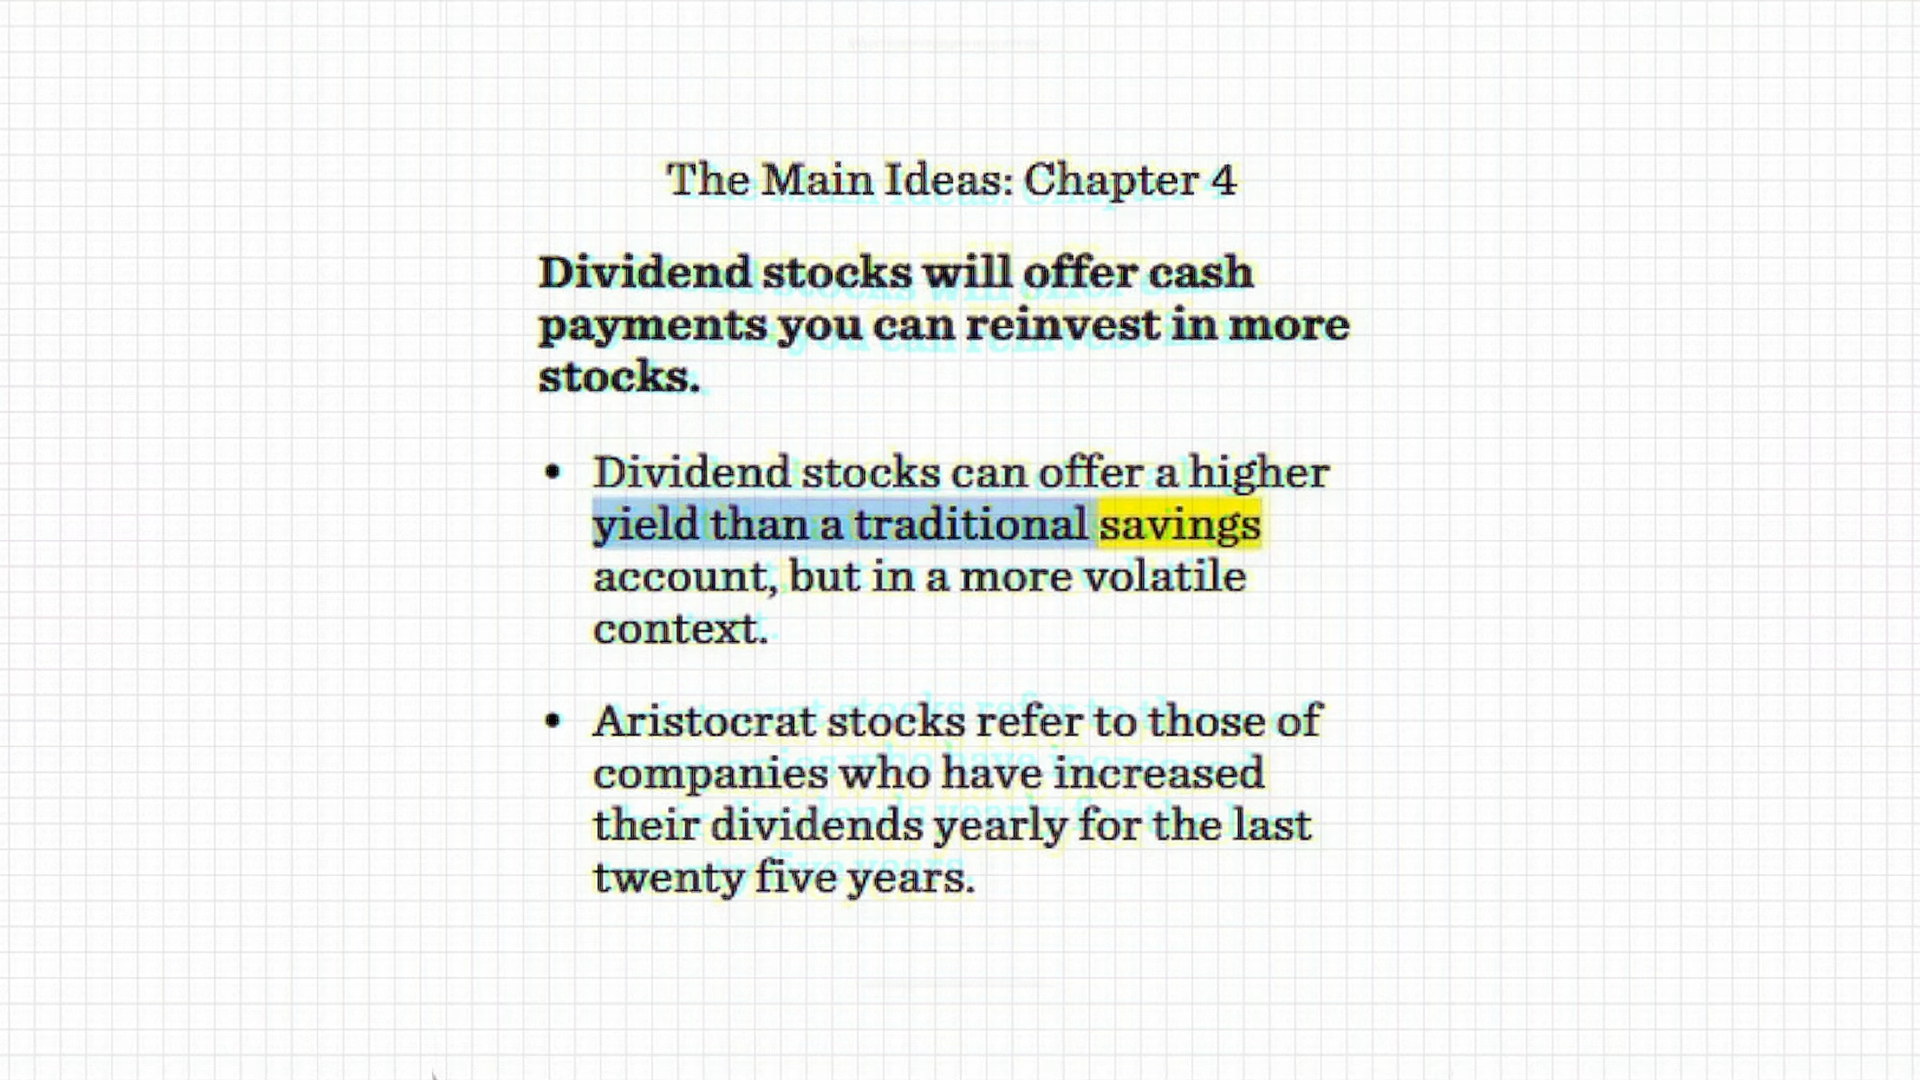 The Main Ideas: Chapter 4
Dividend stocks will offer cash
payments you can reinvest in more
stocks.
• Dividend stocks can offer a higher
yield than a traditional savings
account, but in a more volatile
context.
• Aristocrat stocks refer to those of
companies who have increased
their dividends yearly for the last
twenty five years.